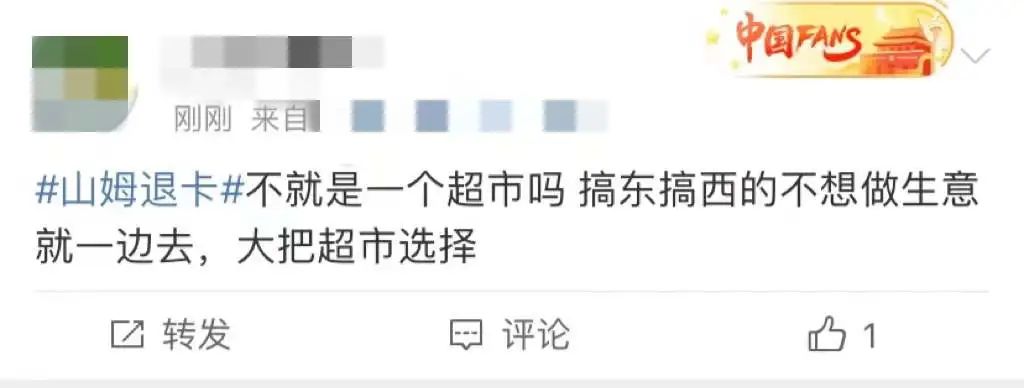 中国FANS
刚刚 来自
#山姆退卡#不就是一个超市吗 搞东搞西的不想做生意
就一边去，大把超市选择
转发 评论 1